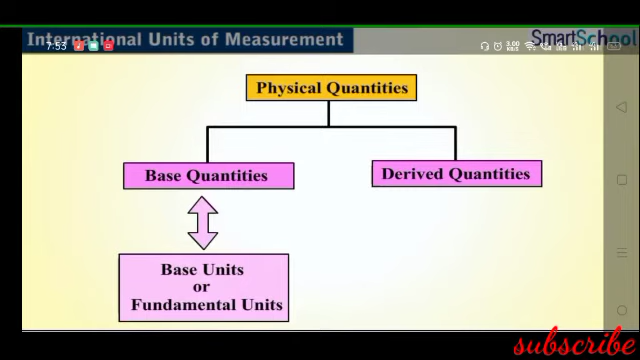 International Units of Measurement
SmartSchool
7:53
3.00
KB/S
Physical Quantities
Base Quantities
Derived Quantities
Base Units
or
Fundamental Units
subscribe